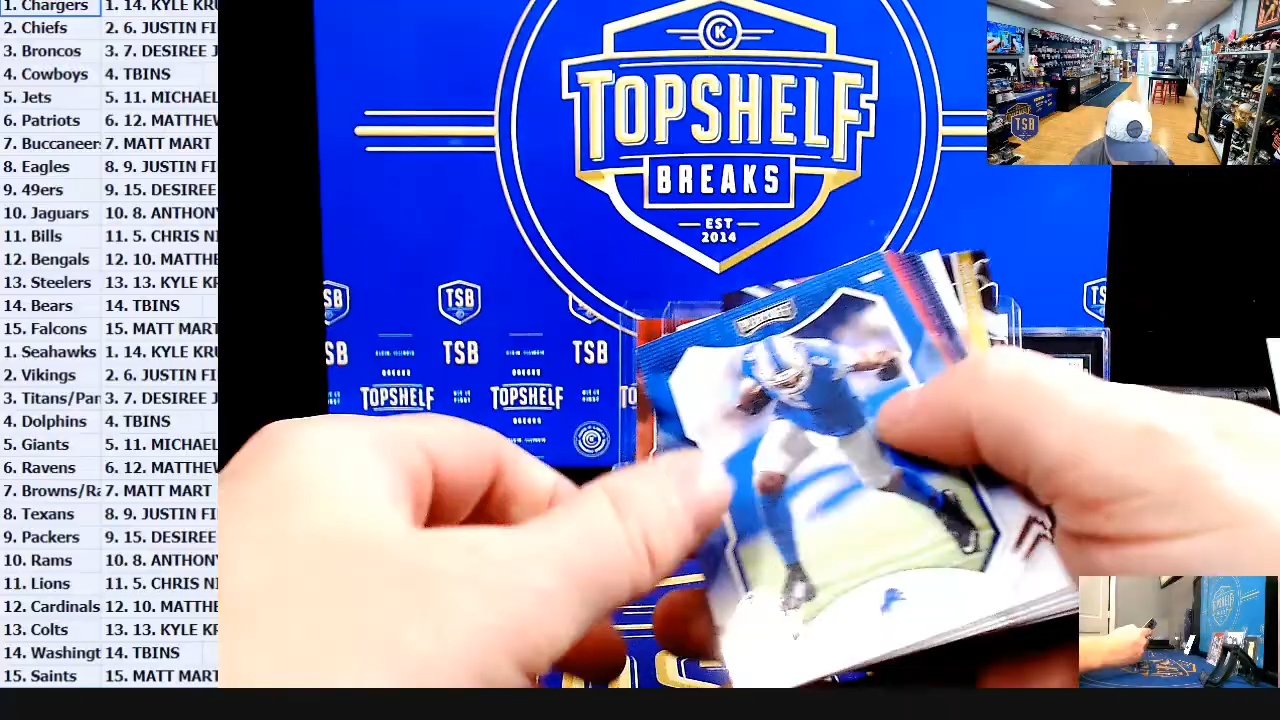 1. Chargers 1. 14. KYLE KRU
2. Chiefs 2. 6. JUSTIN FI
3. Broncos 3. 7. DESIREE J
4. Cowboys 4. TBINS
5. Jets 5. 11. MICHAEL
6. Patriots 6. 12. MATTHEW
7. Buccaneers 7. MATT MART
8. Eagles 8. 9. JUSTIN FI
9. 49ers 9. 15. DESIREE
10. Jaguars 10. 8. ANTHONY
11. Bills 11. 5. CHRIS NI
12. Bengals 12. 10. MATTHE
13. Steelers 13. 13. KYLE KR
14. Bears 14. TBINS
15. Falcons 15. MATT MART
1. Seahawks 1. 14. KYLE KRU
2. Vikings 2. 6. JUSTIN FI
3. Titans/Pan 3. 7. DESIREE J
4. Dolphins 4. TBINS
5. Giants 5. 11. MICHAEL
6. Ravens 6. 12. MATTHEW
7. Browns/Ra 7. MATT MART
8. Texans 8. 9. JUSTIN FI
9. Packers 9. 15. DESIREE
10. Rams 10. 8. ANTHONY
11. Lions 11. 5. CHRIS NI
12. Cardinals 12. 10. MATTHE
13. Colts 13. 13. KYLE KR
14. Washingt 14. TBINS
15. Saints 15. MATT MART
K
TOPSHELF
BREAKS
EST
2014
TSB
TSB
TSB
TSB
TSB
TOPSHELF
TOPSHELF
TSB